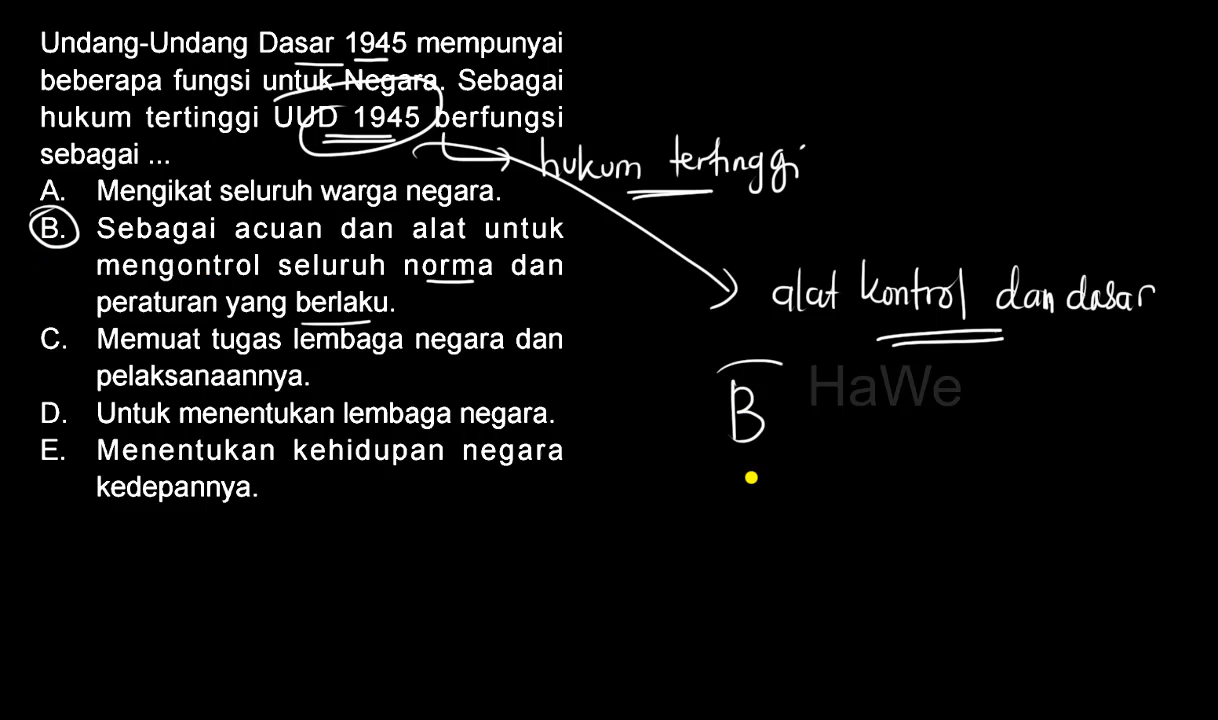 Undang-Undang Dasar 1945 mempunyai
beberapa fungsi untuk Negara. Sebagai
hukum tertinggi UUD 1945 berfungsi
sebagai ...
A. Mengikat seluruh warga negara.
B. Sebagai acuan dan alat untuk
mengontrol seluruh norma dan
peraturan yang berlaku.
C. Memuat tugas lembaga negara dan
pelaksanaannya.
D. Untuk menentukan lembaga negara.
E. Menentukan kehidupan negara
kedepannya.
hukum tertinggi
alat kontrol dan dasar
B
HaWe